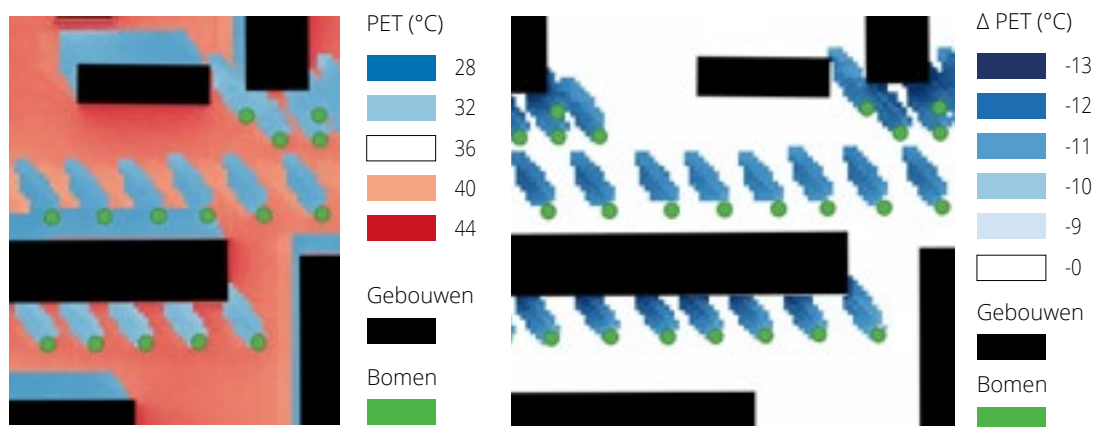 PET (°C)
28
32
36
40
44
Gebouwen
Bomen
Δ PET (°C)
-13
-12
-11
-10
-9
-0
Gebouwen
Bomen